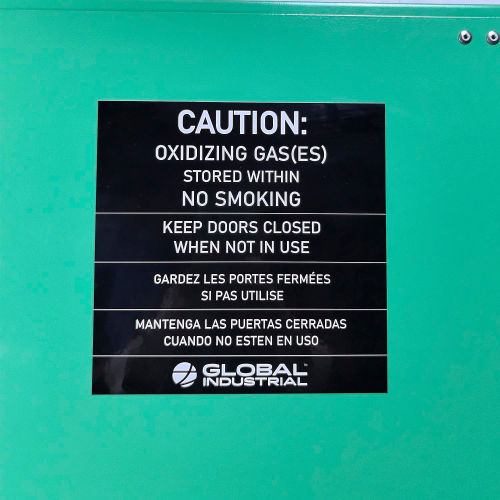 CAUTION:
OXIDIZING GAS(ES)
STORED WITHIN
NO SMOKING
KEEP DOORS CLOSED
WHEN NOT IN USE
GARDEZ LES PORTES FERMÉES
SI PAS UTILISE
MANTENGA LAS PUERTAS CERRADAS
CUANDO NO ESTEN EN USO
GLOBAL
INDUSTRIAL